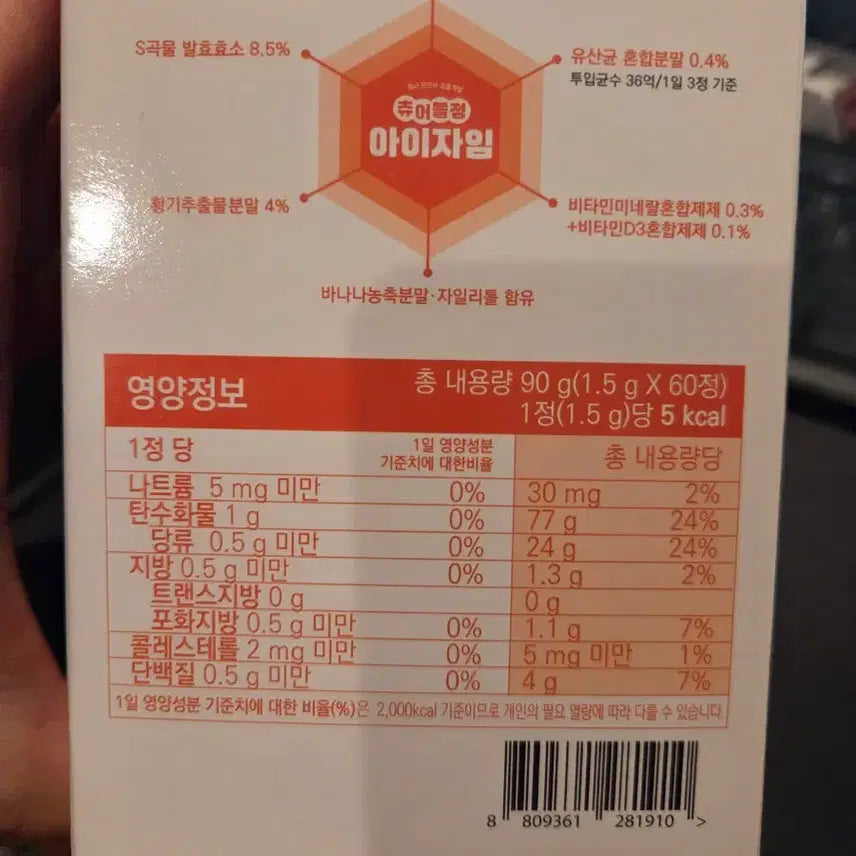 S곡물 발효효소 8.5%
유산균 혼합분말 0.4%
투입균수 36억/1일 3정 기준
츄어블정
아이자임
황기추출물분말 4%
비타민미네랄혼합제제 0.3%
+비타민D3혼합제제 0.1%
바나나농축분말·자일리톨 함유
영양정보
총 내용량 90 g(1.5 g X 60정)
1정(1.5 g)당 5 kcal
1정 당
1일 영양성분
기준치에 대한비율
총 내용량당
나트륨 5 mg 미만 0% 30 mg 2%
탄수화물 1 g 0% 77 g 24%
당류 0.5 g 미만 0% 24 g 24%
지방 0.5 g 미만 0% 1.3 g 2%
트랜스지방 0 g 0 g
포화지방 0.5 g 미만 0% 1.1 g 7%
콜레스테롤 2 mg 미만 0% 5 mg 미만 1%
단백질 0.5 g 미만 0% 4 g 7%
1일 영양성분 기준치에 대한 비율(%)은 2,000kcal 기준이므로 개인의 필요 열량에 따라 다를 수 있습니다.
8 809361 281910 >